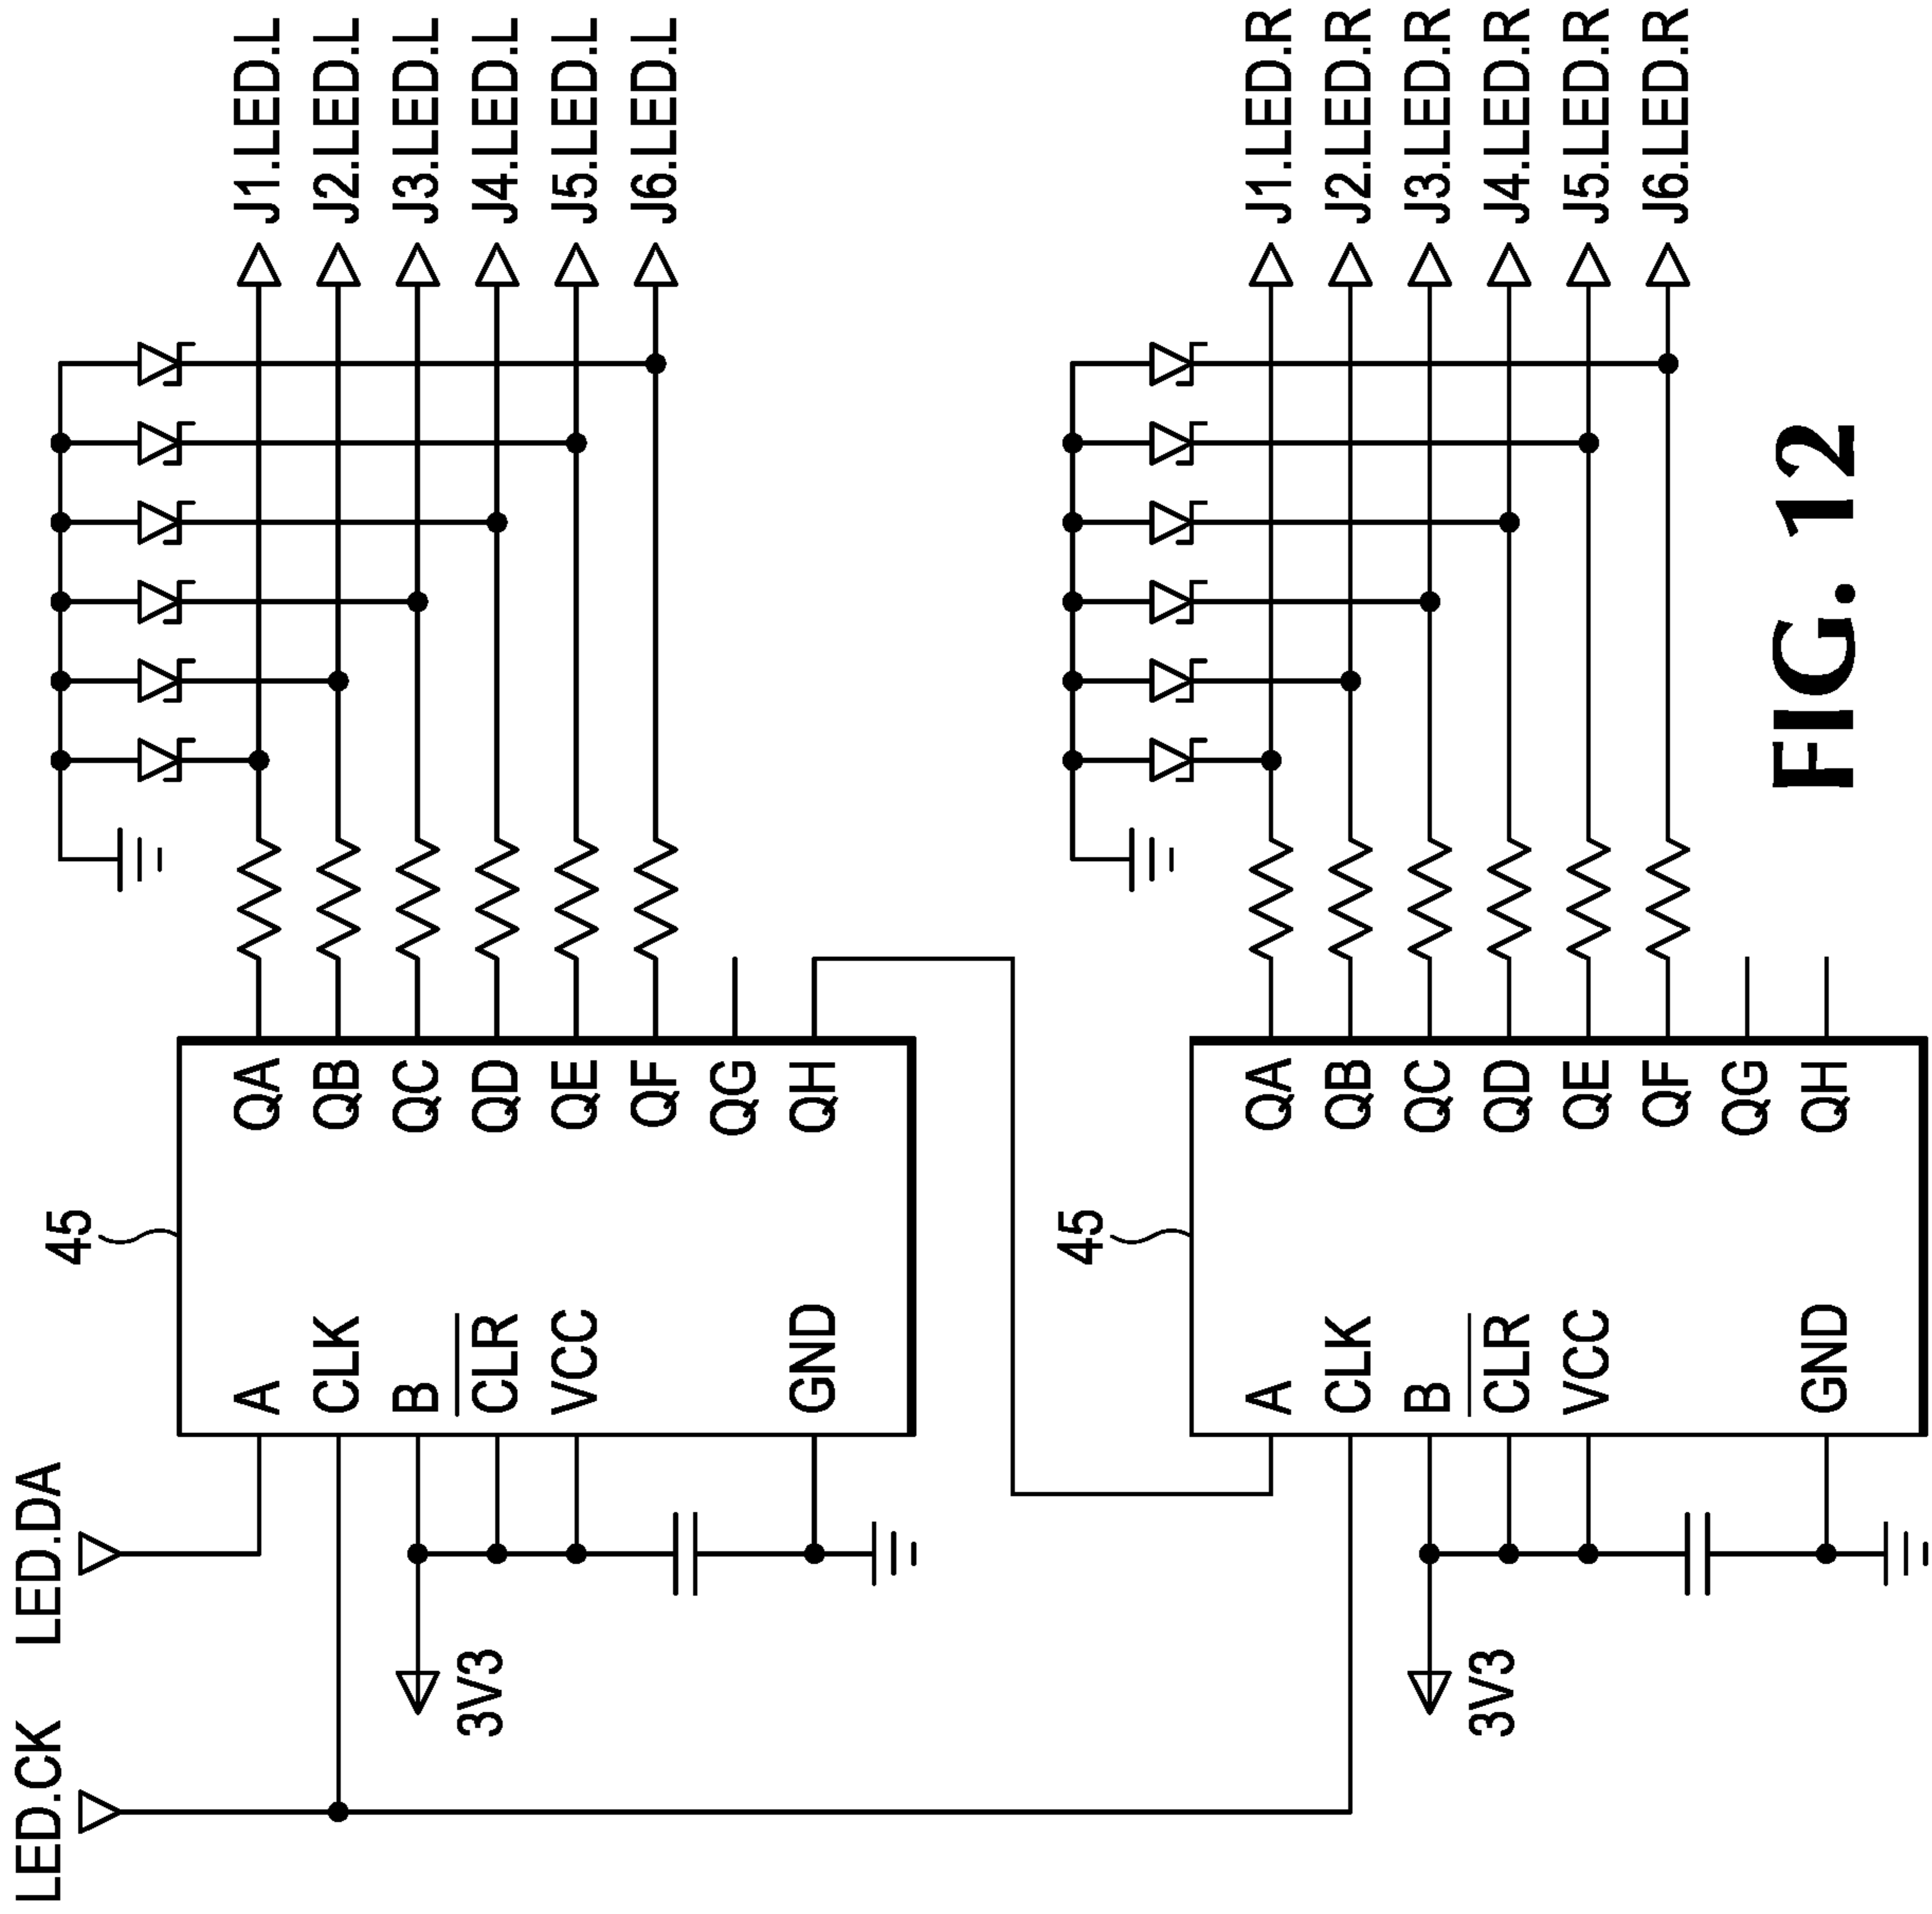 LED.CK
LED.DA
3V3
45
A
CLK
B
CLR
VCC
GND
QA
QB
QC
QD
QE
QF
QG
QH
J1.LED.L
J2.LED.L
J3.LED.L
J4.LED.L
J5.LED.L
J6.LED.L
3V3
45
A
CLK
B
CLR
VCC
GND
QA
QB
QC
QD
QE
QF
QG
QH
J1.LED.R
J2.LED.R
J3.LED.R
J4.LED.R
J5.LED.R
J6.LED.R
FIG. 12